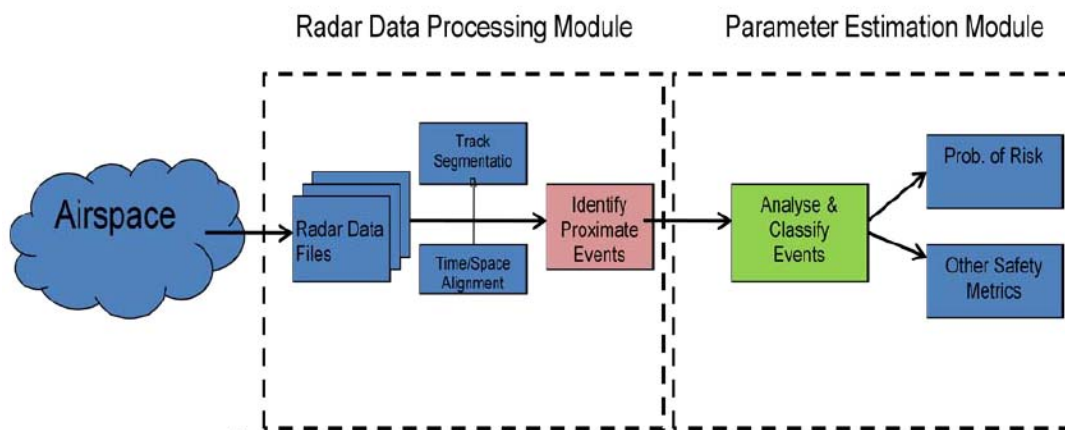 Radar Data Processing Module
Parameter Estimation Module
Airspace
Radar Data
Files
Track
Segmentatio
n
Time/Space
Alignment
Identify
Proximate
Events
Analyse &
Classify
Events
Prob. of Risk
Other Safety
Metrics